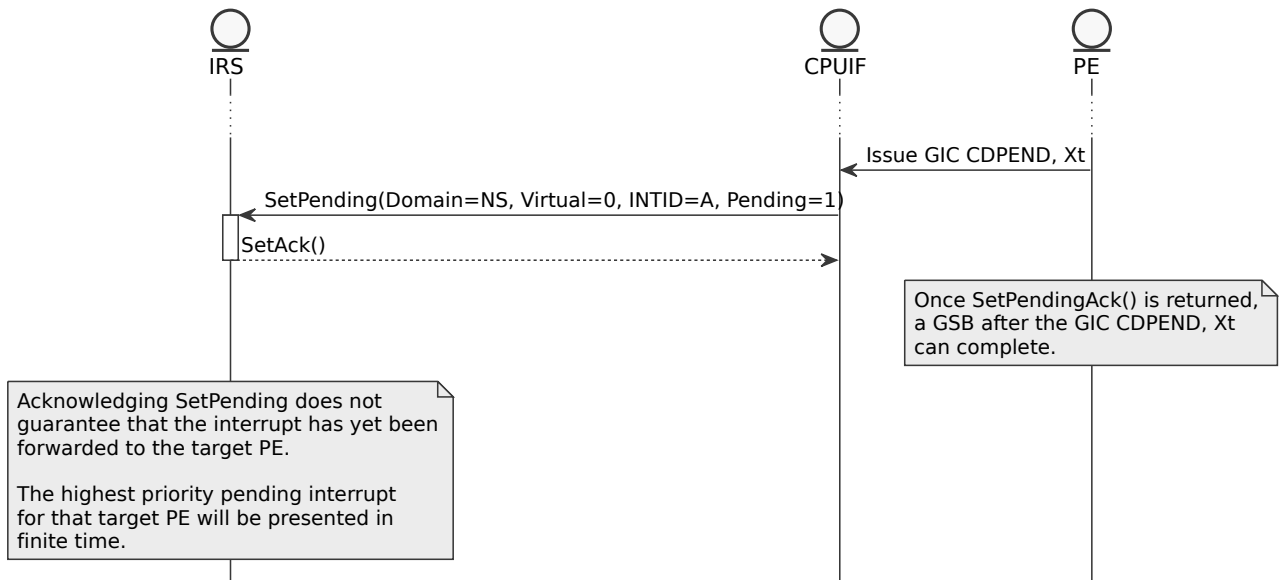 IRS
CPUIF
PE
Issue GIC CDPEND, Xt
SetPending(Domain=NS, Virtual=0, INTID=A, Pending=1)
SetAck()
Once SetPendingAck() is returned,
a GSB after the GIC CDPEND, Xt
can complete.
Acknowledging SetPending does not
guarantee that the interrupt has yet been
forwarded to the target PE.
The highest priority pending interrupt
for that target PE will be presented in
finite time.